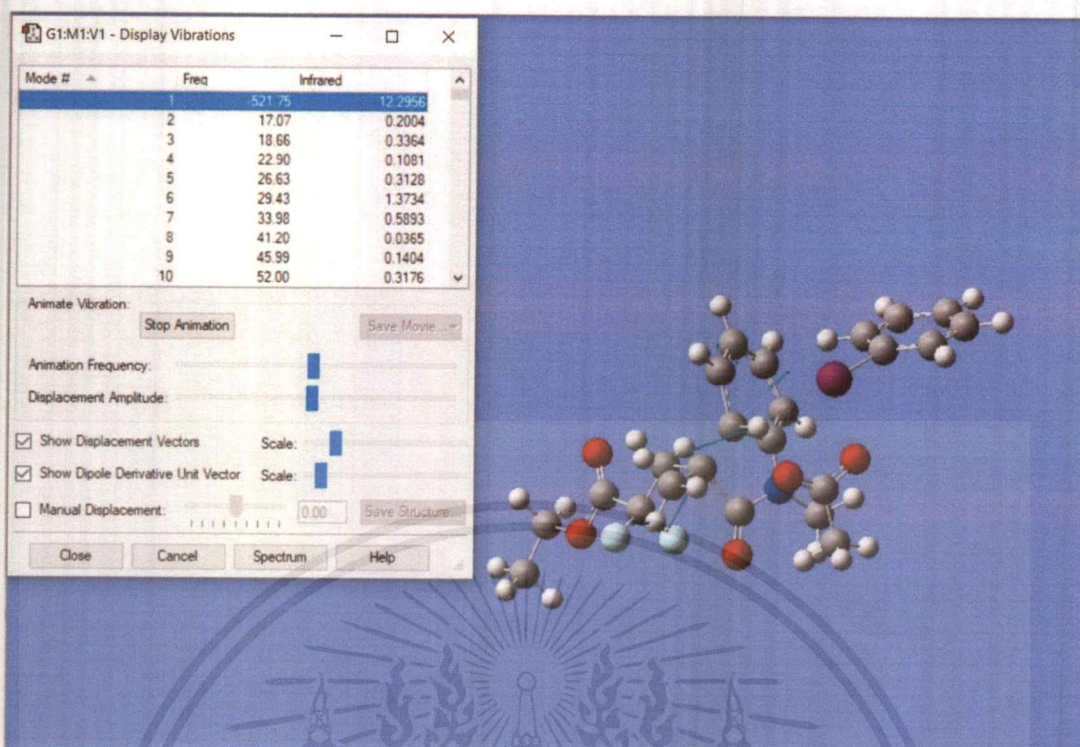 G1:M1:V1 - Display Vibrations
Mode # Freq Infrared
1 -521.75 12.2956
2 17.07 0.2004
3 18.66 0.3364
4 22.90 0.1081
5 26.63 0.3128
6 29.43 1.3734
7 33.98 0.5893
8 41.20 0.0365
9 45.99 0.1404
10 52.00 0.3176
Animate Vibration:
Stop Animation Save Movie...
Animation Frequency:
Displacement Amplitude:
Show Displacement Vectors Scale:
Show Dipole Derivative Unit Vector Scale:
Manual Displacement: 0.00 Save Structure...
Close Cancel Spectrum Help